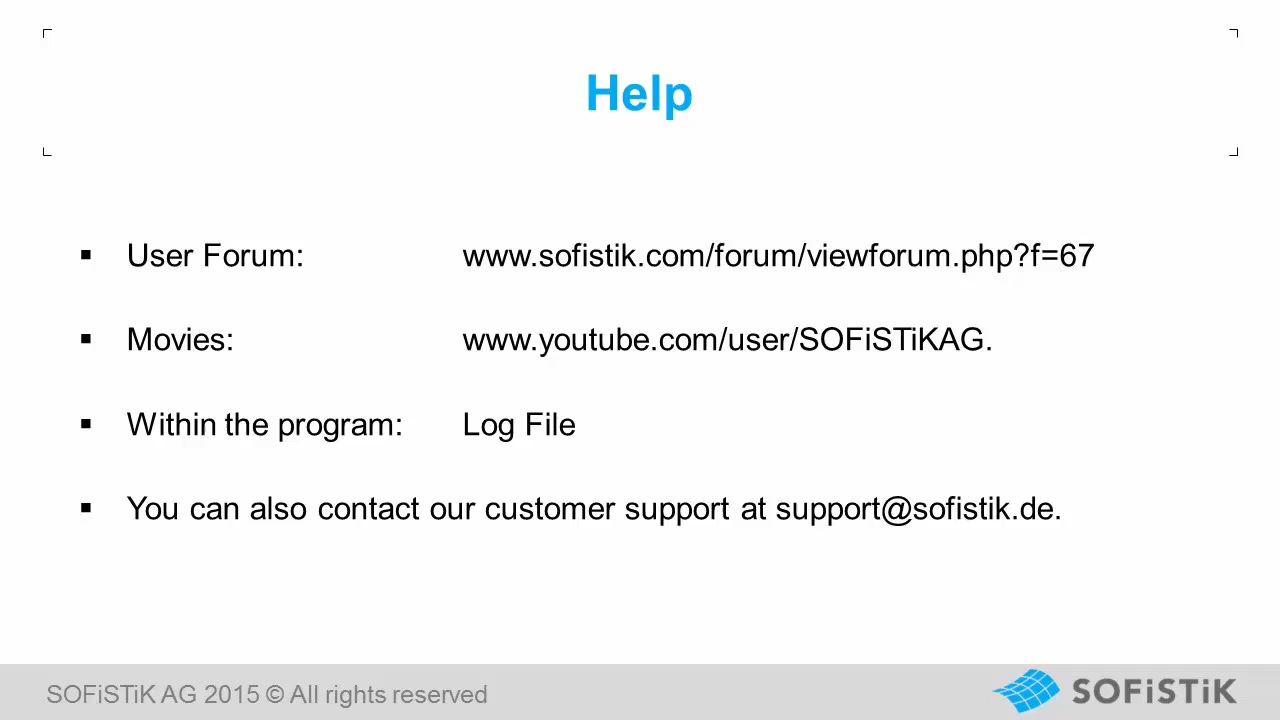 Help
▪ User Forum: www.sofistik.com/forum/viewforum.php?f=67
▪ Movies: www.youtube.com/user/SOFiSTiKAG.
▪ Within the program: Log File
▪ You can also contact our customer support at support@sofistik.de.
SOFiSTiK AG 2015 © All rights reserved
SOFiSTiK